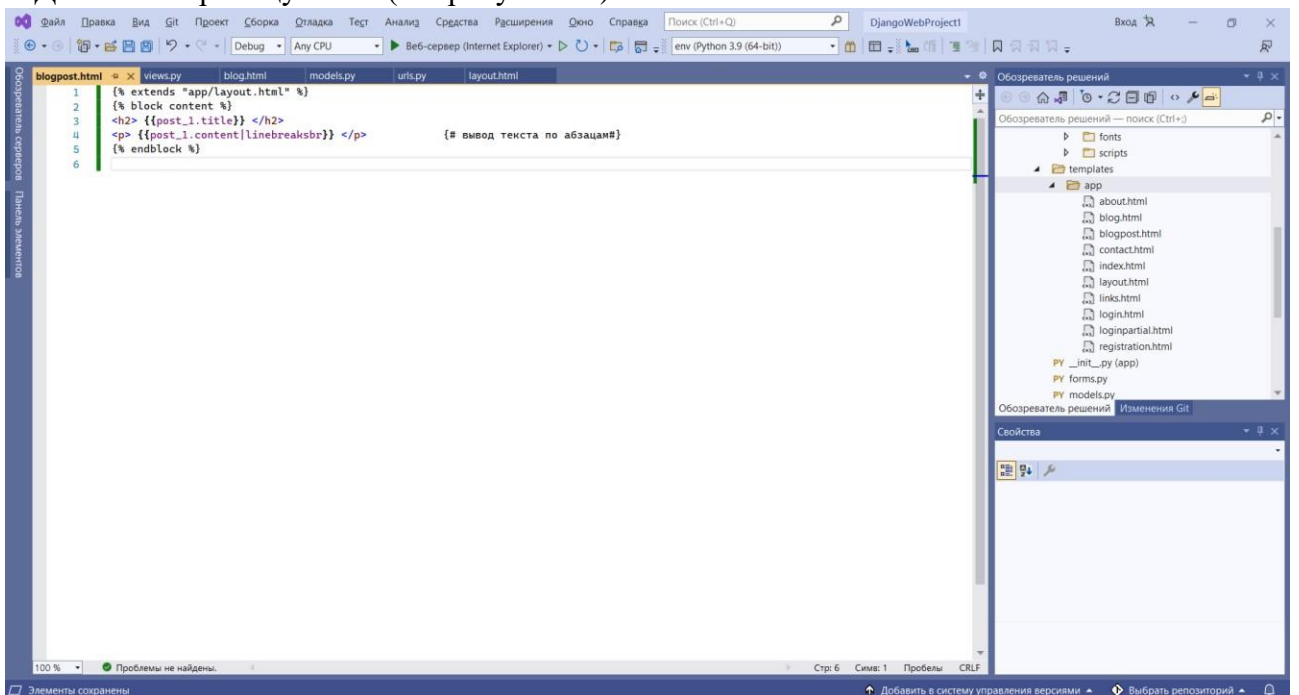 Файл Правка Вид Git Проект Сборка Отладка Тест Анализ Средства Расширения Окно Справка Поиск (Ctrl+Q) DjangoWebProject1 Вход
Debug Any CPU Веб-сервер (Internet Explorer) env (Python 3.9 (64-bit))
Обозреватель серверов
Панель элементов
blogpost.html views.py blog.html models.py urls.py layout.html
1 {% extends "app/layout.html" %}
2 {% block content %}
3 <h2> {{post_1.title}} </h2>
4 <p> {{post_1.content|linebreaksbr}} </p> {# вывод текста по абзацам#}
5 {% endblock %}
6
Обозреватель решений
Обозреватель решений — поиск (Ctrl+;)
fonts
scripts
templates
app
about.html
blog.html
blogpost.html
contact.html
index.html
layout.html
links.html
login.html
loginpartial.html
registration.html
PY __init__.py (app)
PY forms.py
PY models.py
Обозреватель решений Изменения Git
Свойства
100 % Проблемы не найдены. Стр: 6 Симв: 1 Пробелы CRLF
Элементы сохранены Добавить в систему управления версиями Выбрать репозиторий